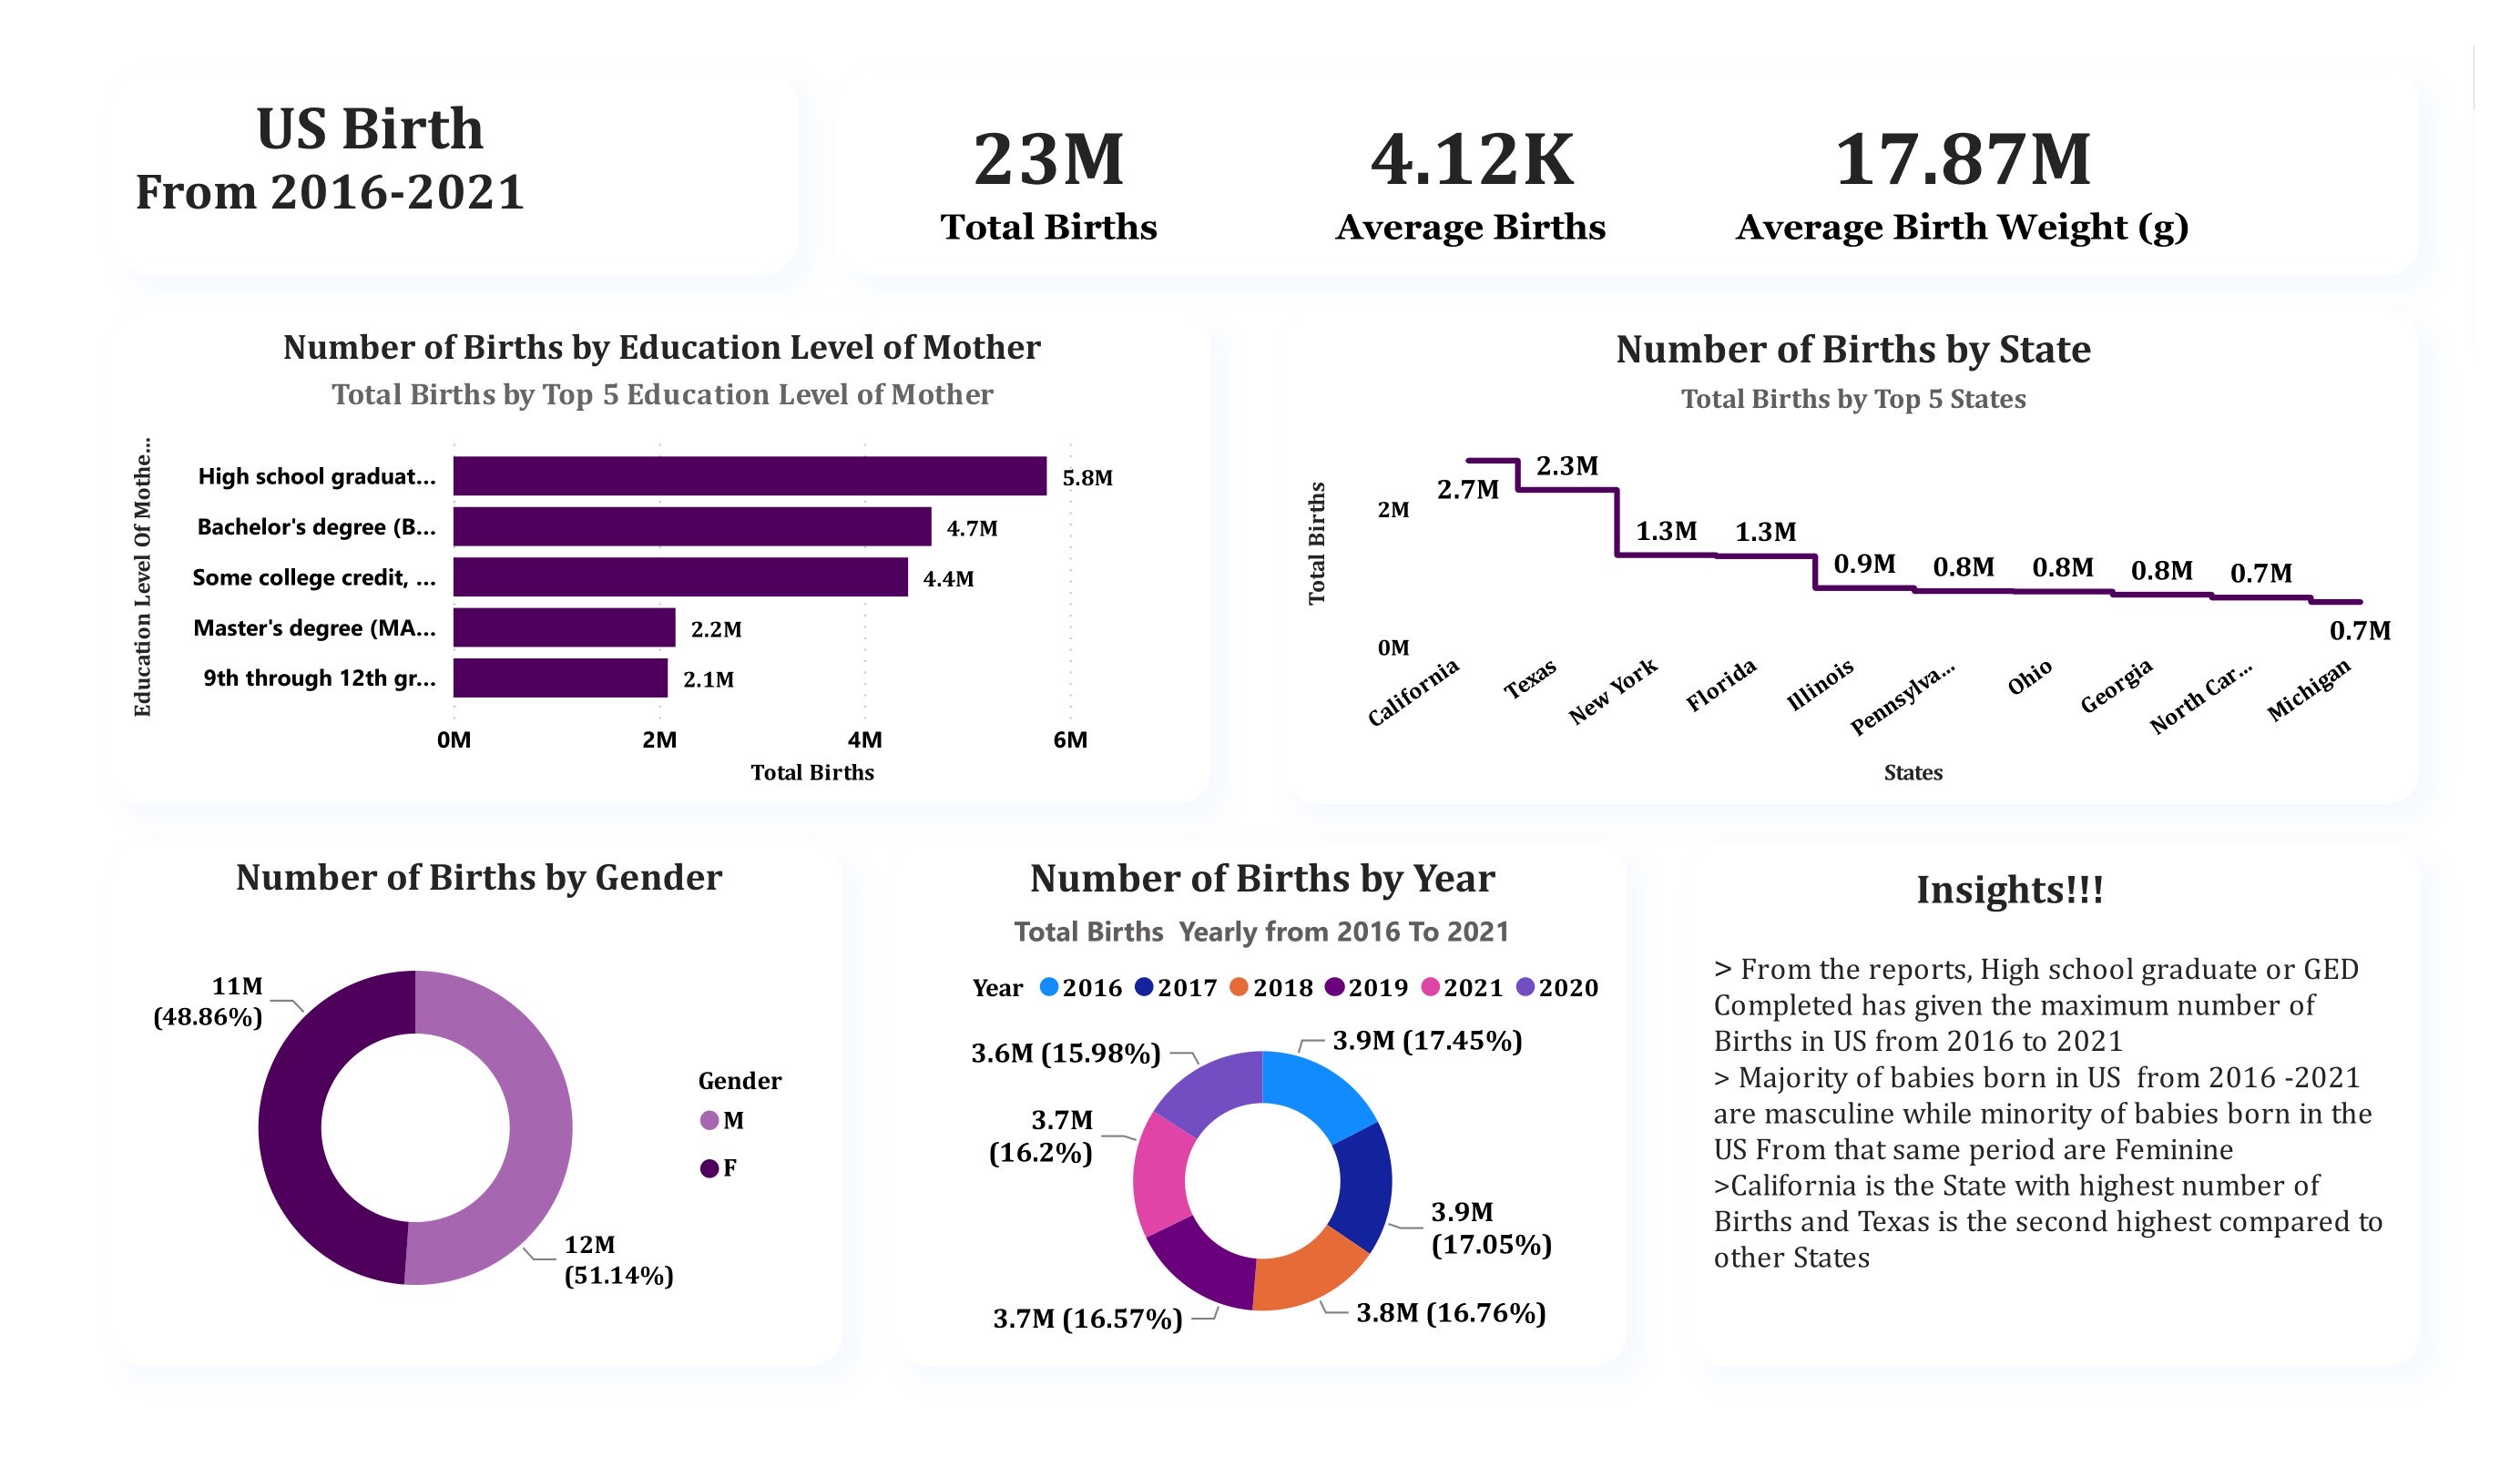 US Birth
From 2016-2021
23M
Total Births
4.12K
Average Births
17.87M
Average Birth Weight (g)
Number of Births by Education Level of Mother
Total Births by Top 5 Education Level of Mother
Education Level Of Mothe...
High school graduat...
5.8M
Bachelor's degree (B...
4.7M
Some college credit, ...
4.4M
Master's degree (MA...
2.2M
9th through 12th gr...
2.1M
0M 2M 4M 6M
Total Births
Number of Births by State
Total Births by Top 5 States
Total Births
2M
0M
2.7M
2.3M
1.3M
1.3M
0.9M
0.8M
0.8M
0.8M
0.7M
0.7M
California
Texas
New York
Florida
Illinois
Pennsylva...
Ohio
Georgia
North Car...
Michigan
States
Number of Births by Gender
11M
(48.86%)
12M
(51.14%)
Gender
M
F
Number of Births by Year
Total Births  Yearly from 2016 To 2021
Year 2016 2017 2018 2019 2021 2020
3.9M (17.45%)
3.6M (15.98%)
3.7M
(16.2%)
3.9M
(17.05%)
3.7M (16.57%)
3.8M (16.76%)
Insights!!!
> From the reports, High school graduate or GED
Completed has given the maximum number of
Births in US from 2016 to 2021
> Majority of babies born in US  from 2016 -2021
are masculine while minority of babies born in the
US From that same period are Feminine
>California is the State with highest number of
Births and Texas is the second highest compared to
other States